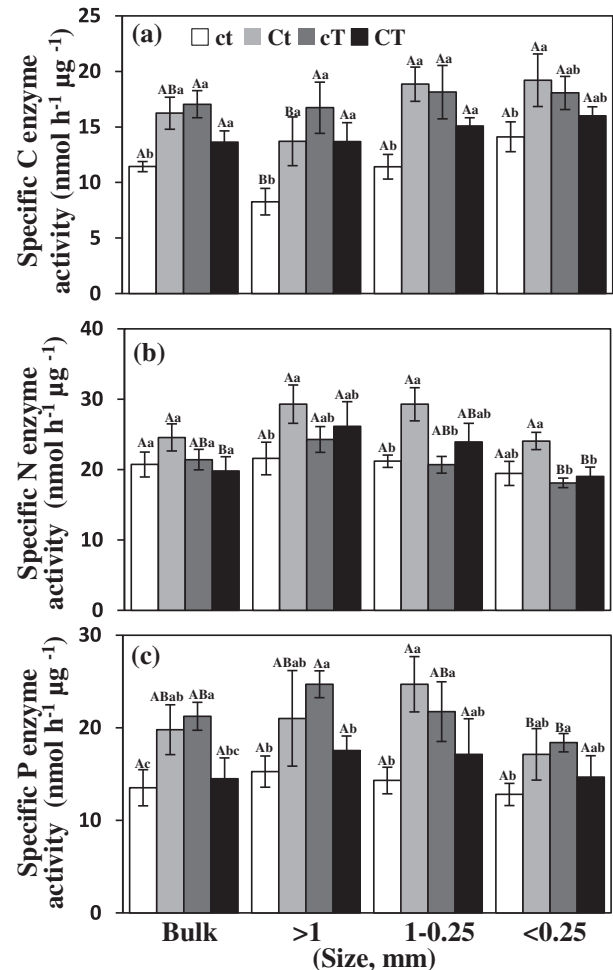 (a) ct Ct cT CT
Specific C enzyme
activity (nmol h-1 µg -1)
25
20
15
10
5
0
Ab ABa Aa Aa
Bb Ba Aa Aa
Ab Aa Aa Aa
Ab Aa Aab Aab
(b)
Specific N enzyme
activity (nmol h-1 µg -1)
40
30
20
10
0
Aa Aa ABa Ba
Ab Aa Aab Aab
Ab Aa ABb ABab
Aab Aa Bb Bb
(c)
Specific P enzyme
activity (nmol h-1 µg -1)
30
20
10
0
Ac ABab ABa Abc
Ab ABab Aa Ab
Ab Aa ABa Aab
Ab Bab Ba Aab
Bulk >1 1-0.25 <0.25
(Size, mm)